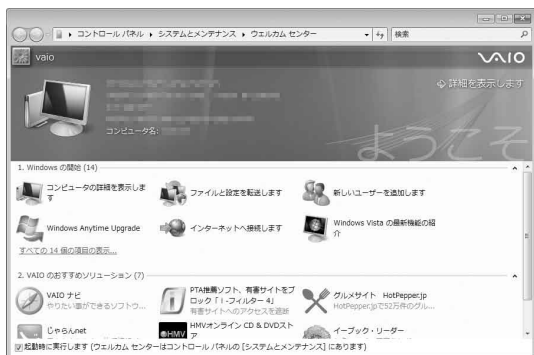 コントロール パネル ▸ システムとメンテナンス ▸ ウェルカム センター
検索
vaio
VAIO
詳細を表示します
コンピュータ名:
ようこそ
1. Windows の開始 (14)
コンピュータの詳細を表示しま
す
ファイルと設定を転送します
新しいユーザーを追加します
Windows Anytime Upgrade
インターネットへ接続します
Windows Vista の最新機能の紹
介
すべての 14 個の項目の表示...
2. VAIO のおすすめソリューション (7)
VAIO ナビ
やりたい事ができるソフトウ...
PTA推薦ソフト、有害サイトをブ
ロック「i -フィルター 4」
有害サイトへのアクセスを遮断
グルメサイト HotPepper.jp
HotPepper.jpで52万件のグル...
じゃらんnet
HMV
HMVオンライン CD & DVDスト
ア
イーブック・リーダー
起動時に実行します (ウェルカム センターはコントロール パネルの [システムとメンテナンス] にあります)